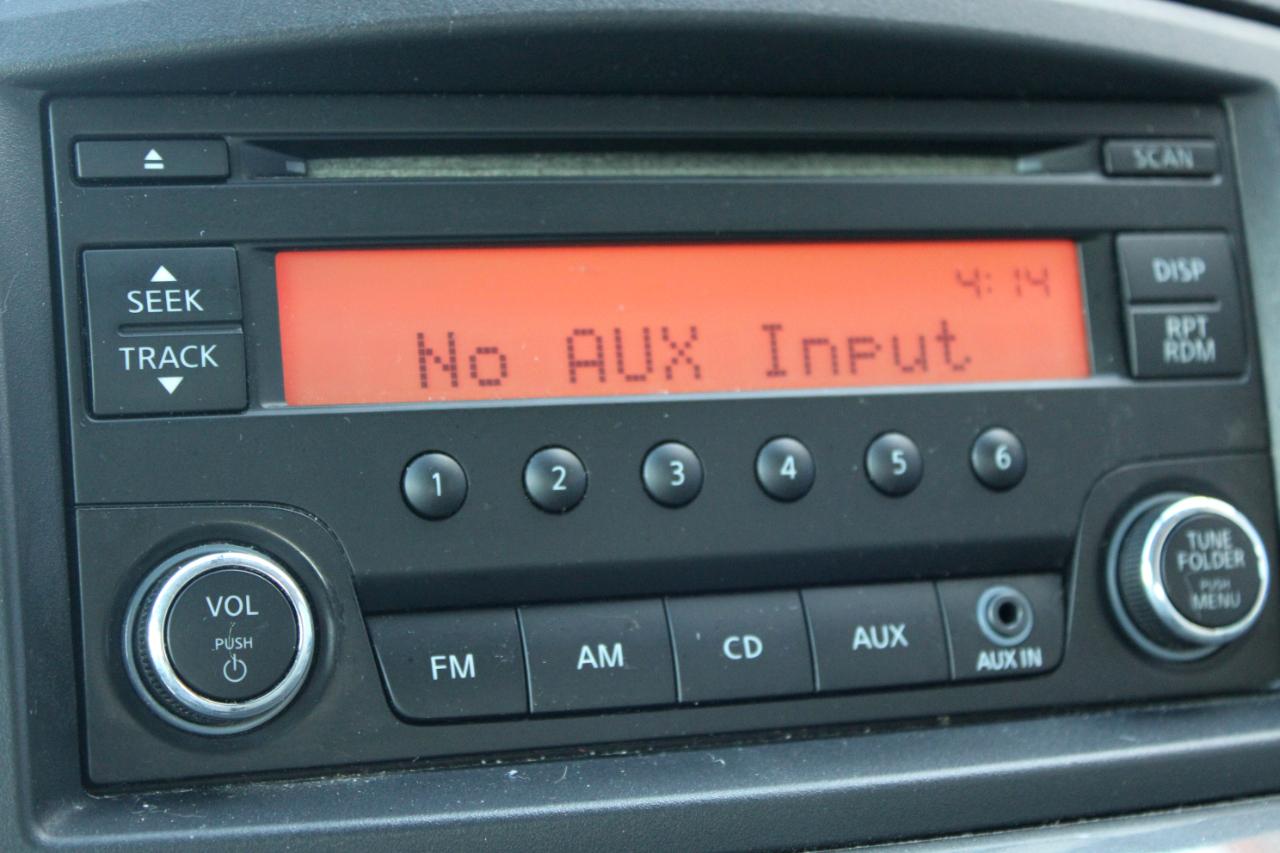 SCAN
SEEK
TRACK
4:14
No AUX Input
DISP
RPT
RDM
1 2 3 4 5 6
VOL
PUSH
FM AM CD AUX
AUX IN
TUNE
FOLDER
PUSH
MENU